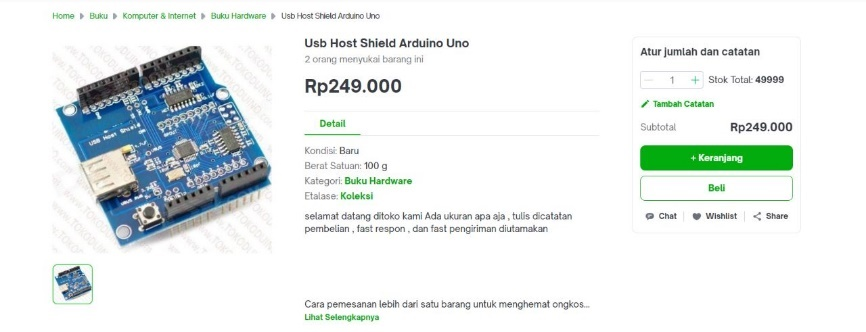 Home Buku Komputer & Internet Buku Hardware Usb Host Shield Arduino Uno
USB Host Shield
Usb Host Shield Arduino Uno
2 orang menyukai barang ini
Rp249.000
Detail
Kondisi: Baru
Berat Satuan: 100 g
Kategori: Buku Hardware
Etalase: Koleksi
selamat datang ditoko kami Ada ukuran apa aja , tulis dicatatan
pembelian , fast respon , dan fast pengiriman diutamakan
Cara pemesanan lebih dari satu barang untuk menghemat ongkos...
Lihat Selengkapnya
Atur jumlah dan catatan
1 + Stok Total: 49999
Tambah Catatan
Subtotal Rp249.000
+ Keranjang
Beli
Chat Wishlist Share